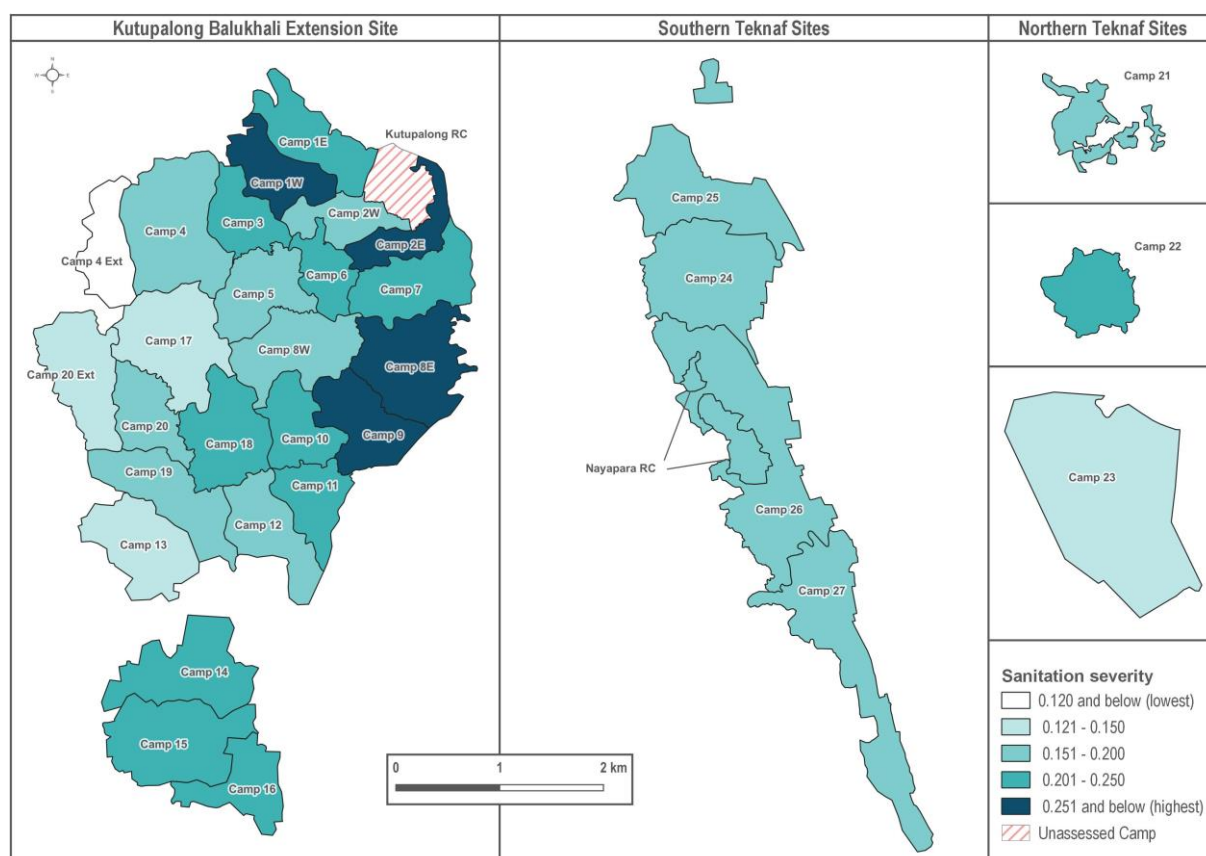 Kutupalong Balukhali Extension Site
Southern Teknaf Sites
Northern Teknaf Sites
N
W E
S
Kutupalong RC
Camp 1E
Camp 1W
Camp 2W
Camp 3
Camp 4
Camp 2E
Camp 4 Ext
Camp 6
Camp 7
Camp 5
Camp 17
Camp 8W
Camp 8E
Camp 20 Ext
Camp 20
Camp 18
Camp 10
Camp 9
Camp 19
Camp 11
Camp 12
Camp 13
Camp 14
Camp 15
Camp 16
0 1 2 km
Camp 25
Camp 24
Nayapara RC
Camp 26
Camp 27
Camp 21
Camp 22
Camp 23
Sanitation severity
0.120 and below (lowest)
0.121 - 0.150
0.151 - 0.200
0.201 - 0.250
0.251 and below (highest)
Unassessed Camp